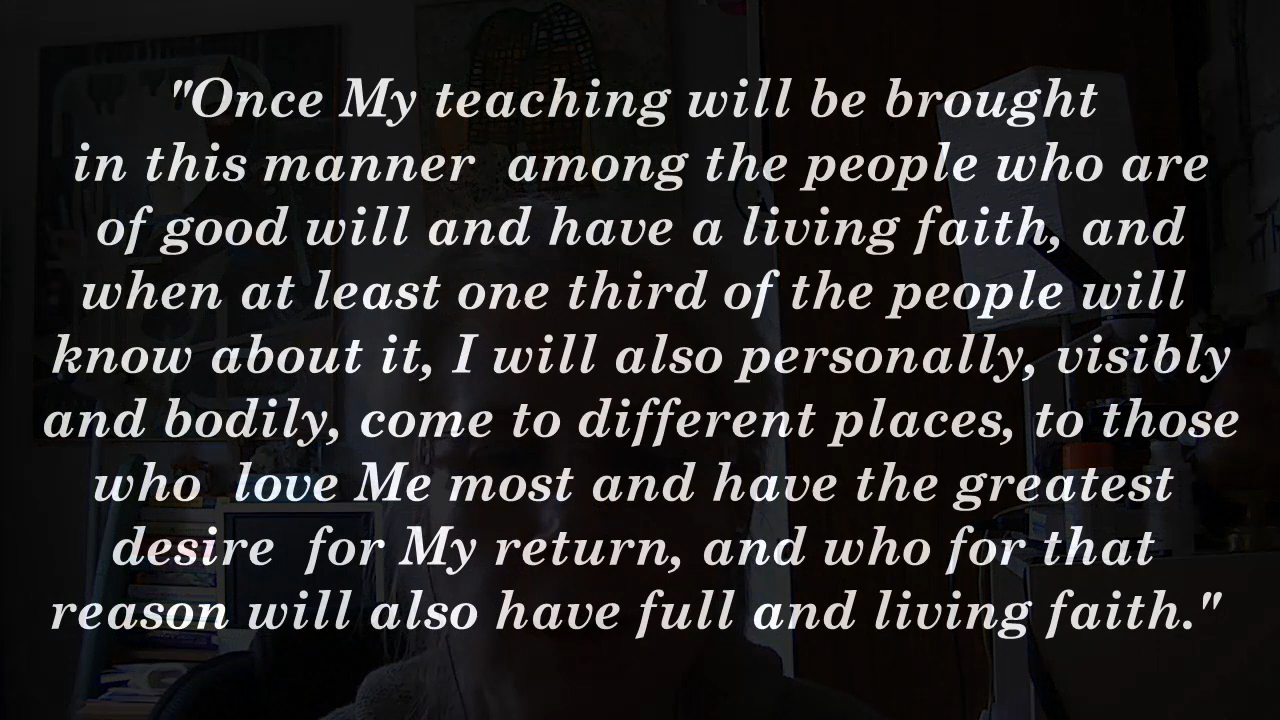 "Once My teaching will be brought
in this manner among the people who are
of good will and have a living faith, and
when at least one third of the people will
know about it, I will also personally, visibly
and bodily, come to different places, to those
who love Me most and have the greatest
desire for My return, and who for that
reason will also have full and living faith."